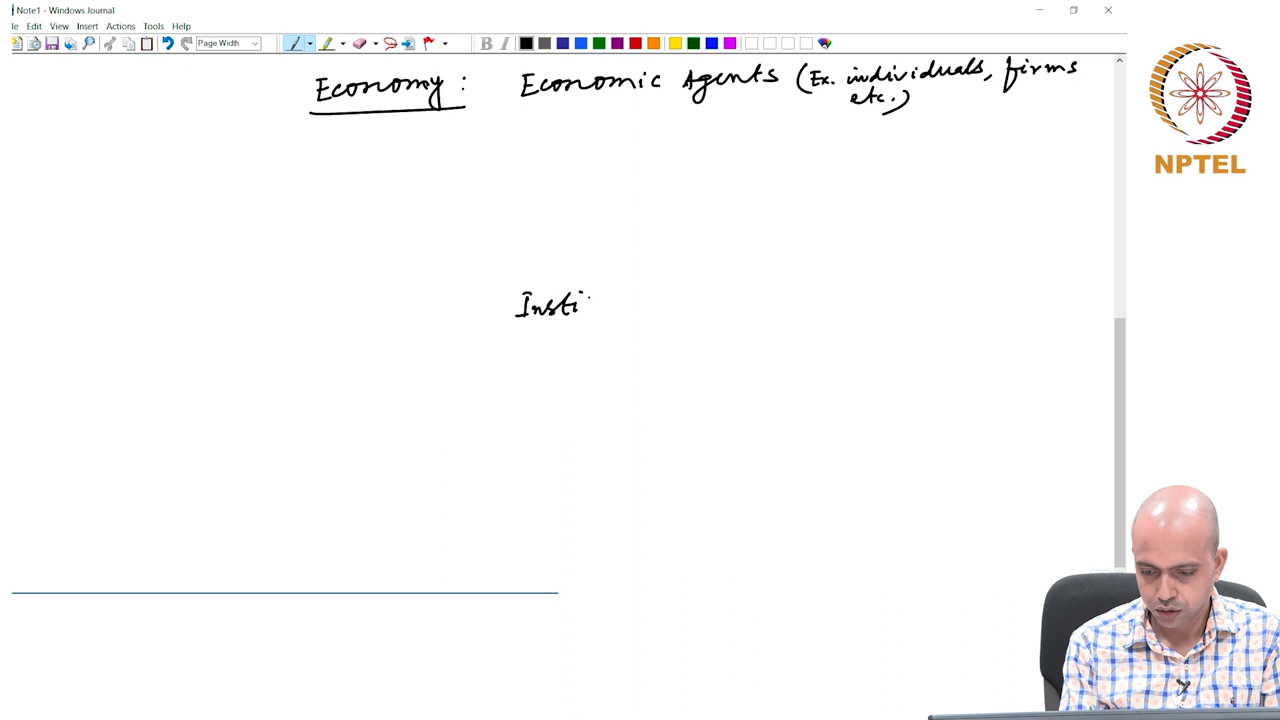 Note1 - Windows Journal
le Edit View Insert Actions Tools Help
Page Width
B I
Economy : Economic Agents (Ex. individuals, firms
etc.)
Insti
NPTEL